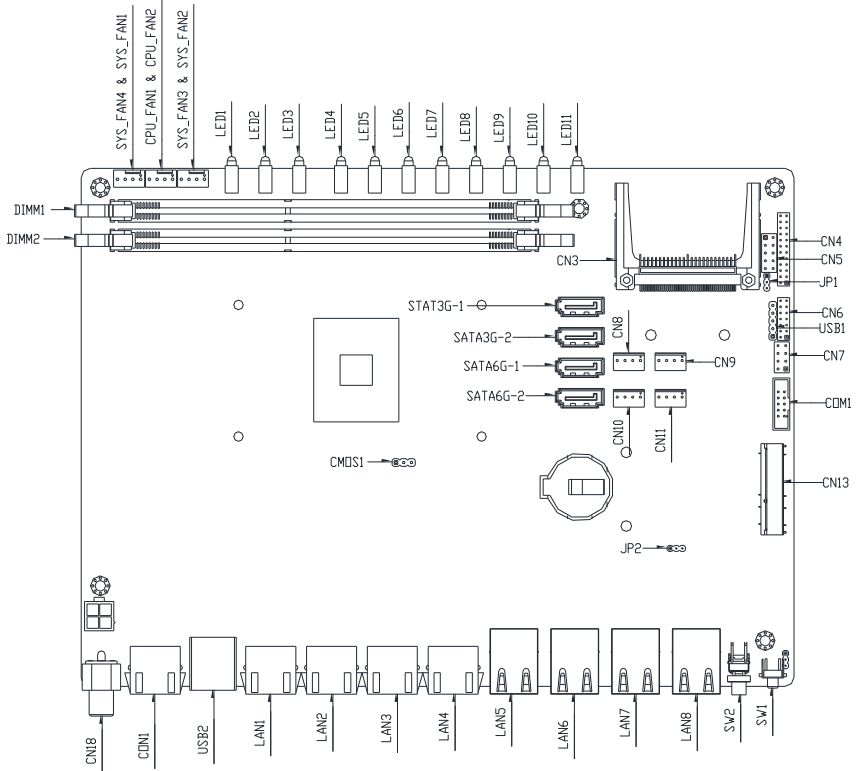 SYS_FAN4 & SYS_FAN1
CPU_FAN1 & CPU_FAN2
SYS_FAN3 & SYS_FAN2
LED1
LED2
LED3
LED4
LED5
LED6
LED7
LED8
LED9
LED10
LED11
DIMM1
DIMM2
CN3
CN4
CN5
JP1
STAT3G-1
CN6
USB1
SATA3G-2
CN8
CN7
SATA6G-1
CN9
SATA6G-2
COM1
CN10
CN11
CMOS1
CN13
JP2
CN18
CON1
USB2
LAN1
LAN2
LAN3
LAN4
LAN5
LAN6
LAN7
LAN8
SW2
SW1